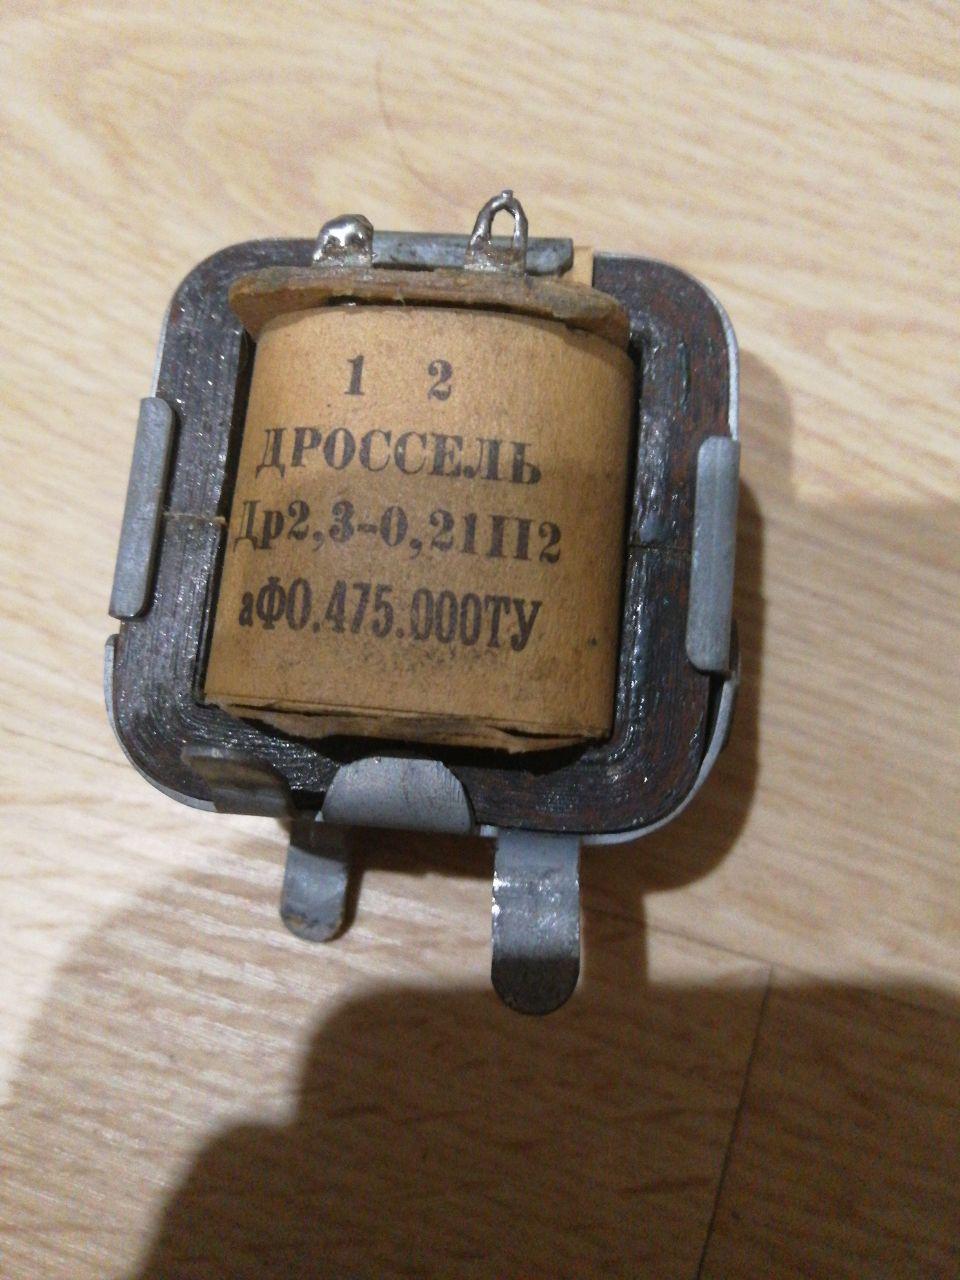 1 2
ДРОССЕЛЬ
Др2,3-0,21П2
аФ0.475.000ТУ